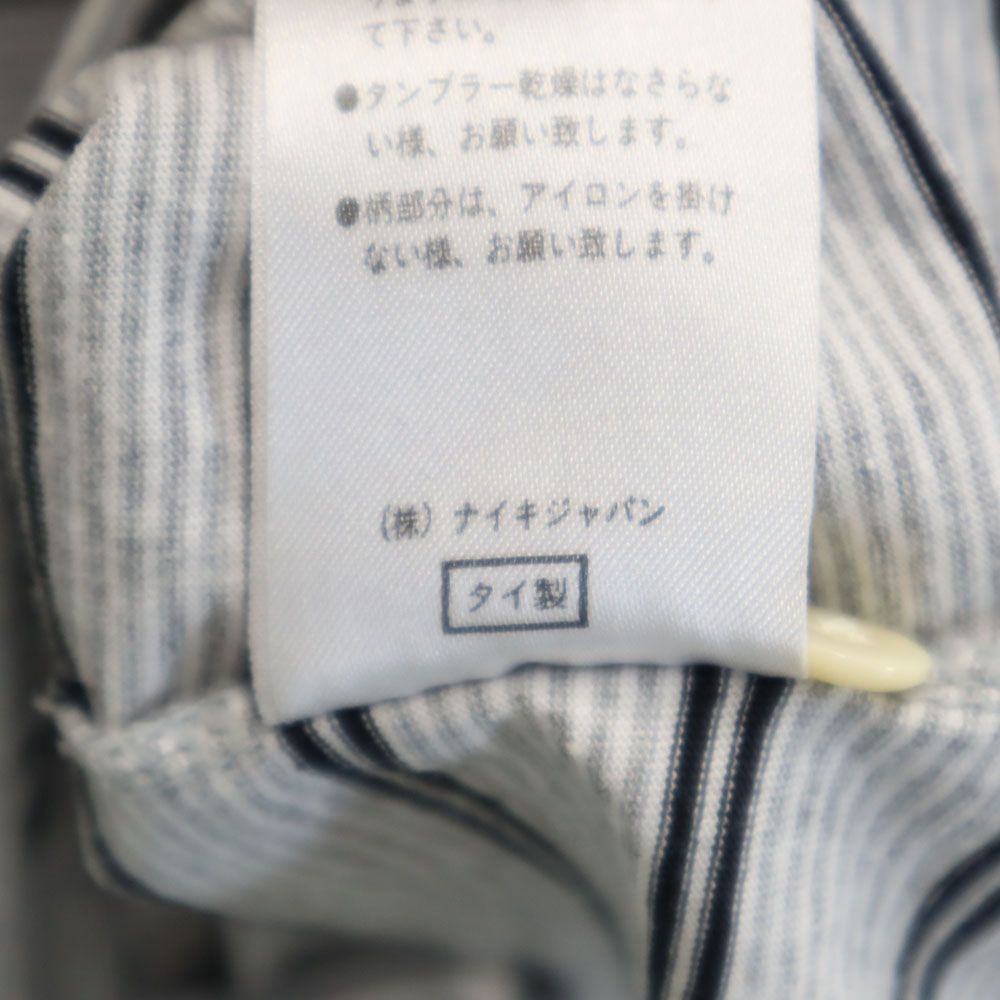 て下さい。
●タンブラー乾燥はなさらな
い様、お願い致します。
●柄部分は、アイロンを掛け
ない様、お願い致します。
(株) ナイキジャパン
タイ製